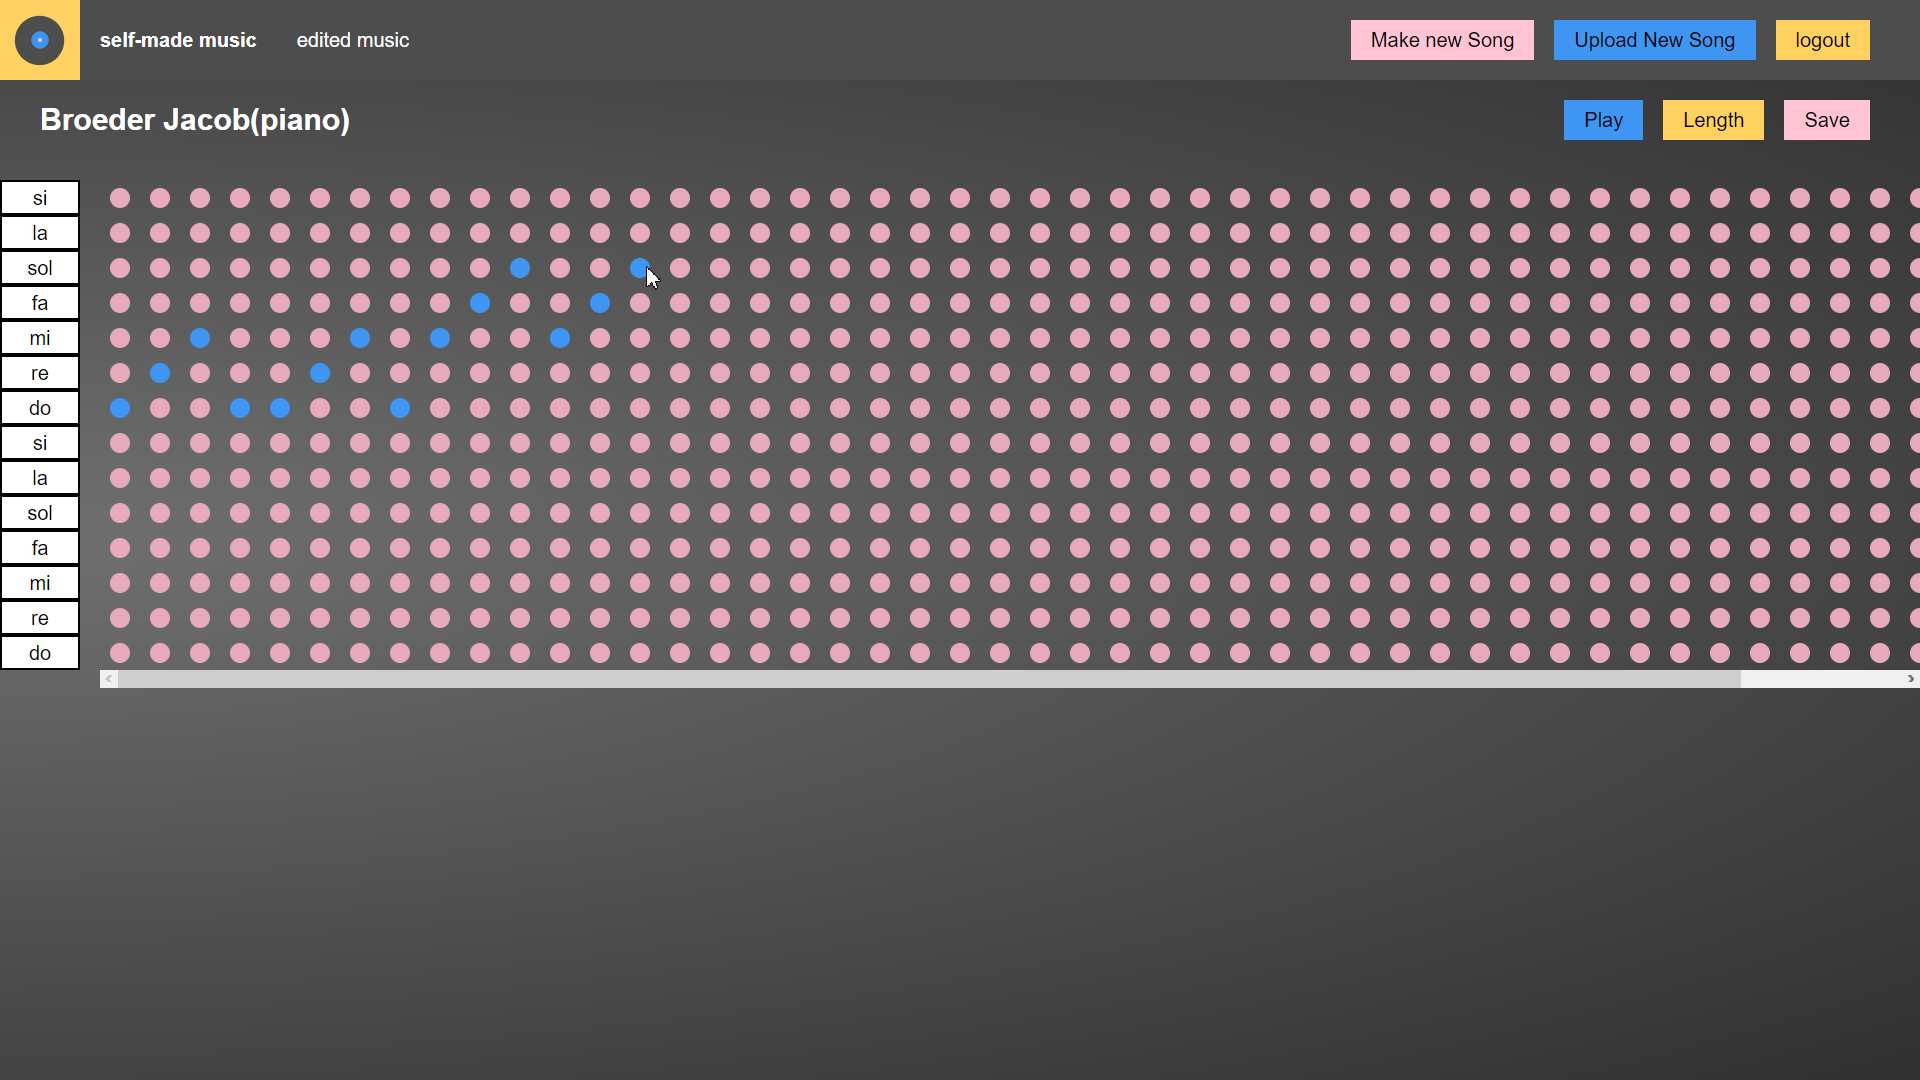 self-made music edited music Make new Song Upload New Song logout
Broeder Jacob(piano) Play Length Save
si
la
sol
fa
mi
re
do
si
la
sol
fa
mi
re
do